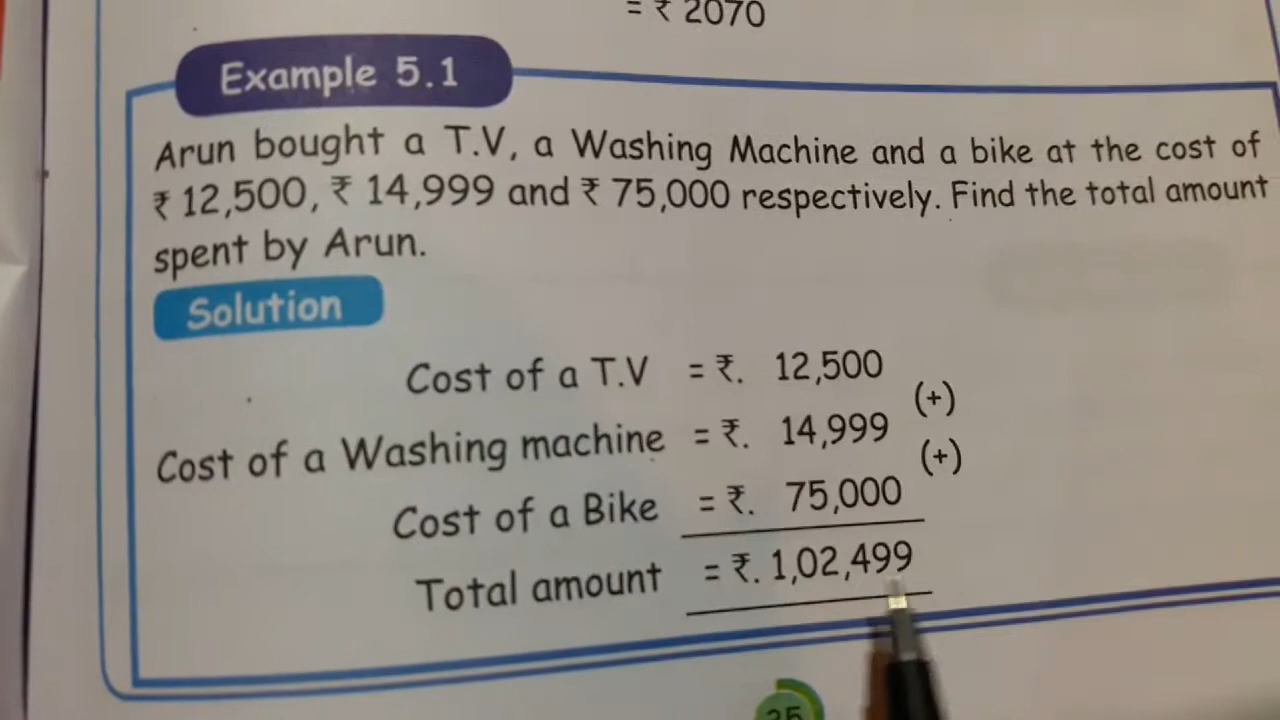 = ₹ 2070
Example 5.1
Arun bought a T.V, a Washing Machine and a bike at the cost of
₹ 12,500, ₹ 14,999 and ₹ 75,000 respectively. Find the total amount
spent by Arun.
Solution
Cost of a T.V = ₹. 12,500
(+)
Cost of a Washing machine = ₹. 14,999
(+)
Cost of a Bike = ₹. 75,000
Total amount = ₹. 1,02,499